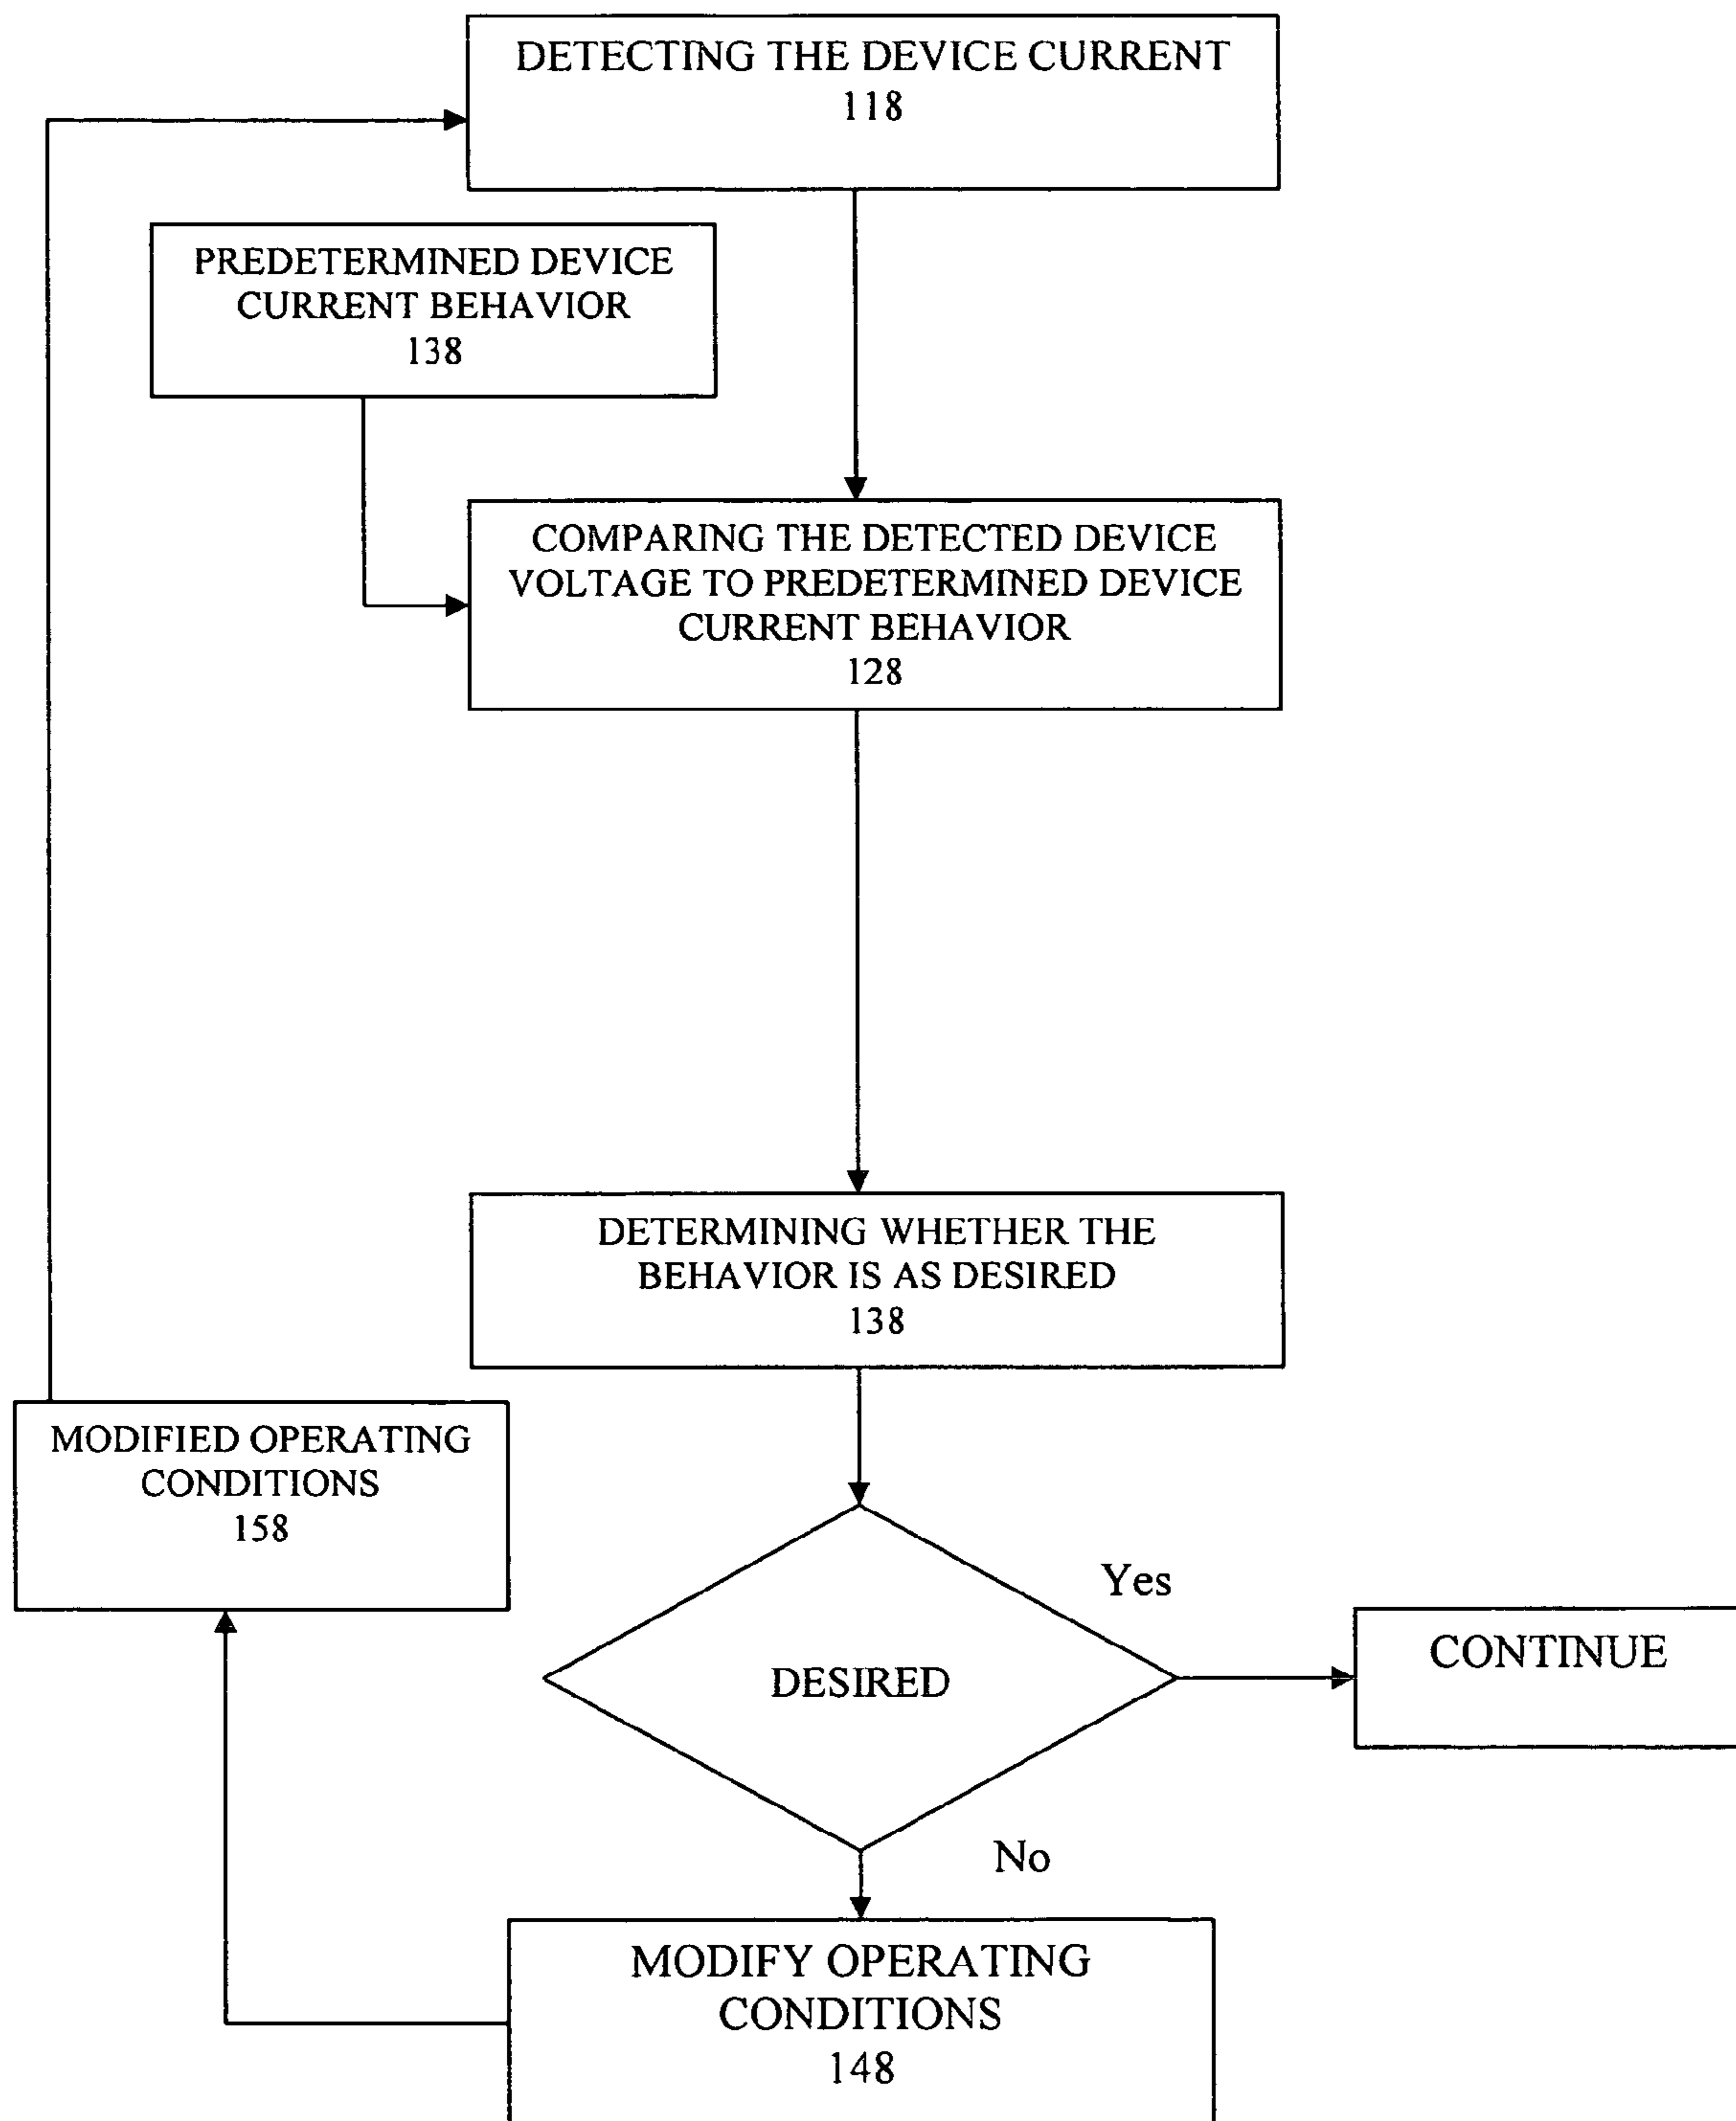 DETECTING THE DEVICE CURRENT
118
PREDETERMINED DEVICE
CURRENT BEHAVIOR
138
COMPARING THE DETECTED DEVICE
VOLTAGE TO PREDETERMINED DEVICE
CURRENT BEHAVIOR
128
DETERMINING WHETHER THE
BEHAVIOR IS AS DESIRED
138
MODIFIED OPERATING
CONDITIONS
158
Yes
CONTINUE
DESIRED
No
MODIFY OPERATING
CONDITIONS
148